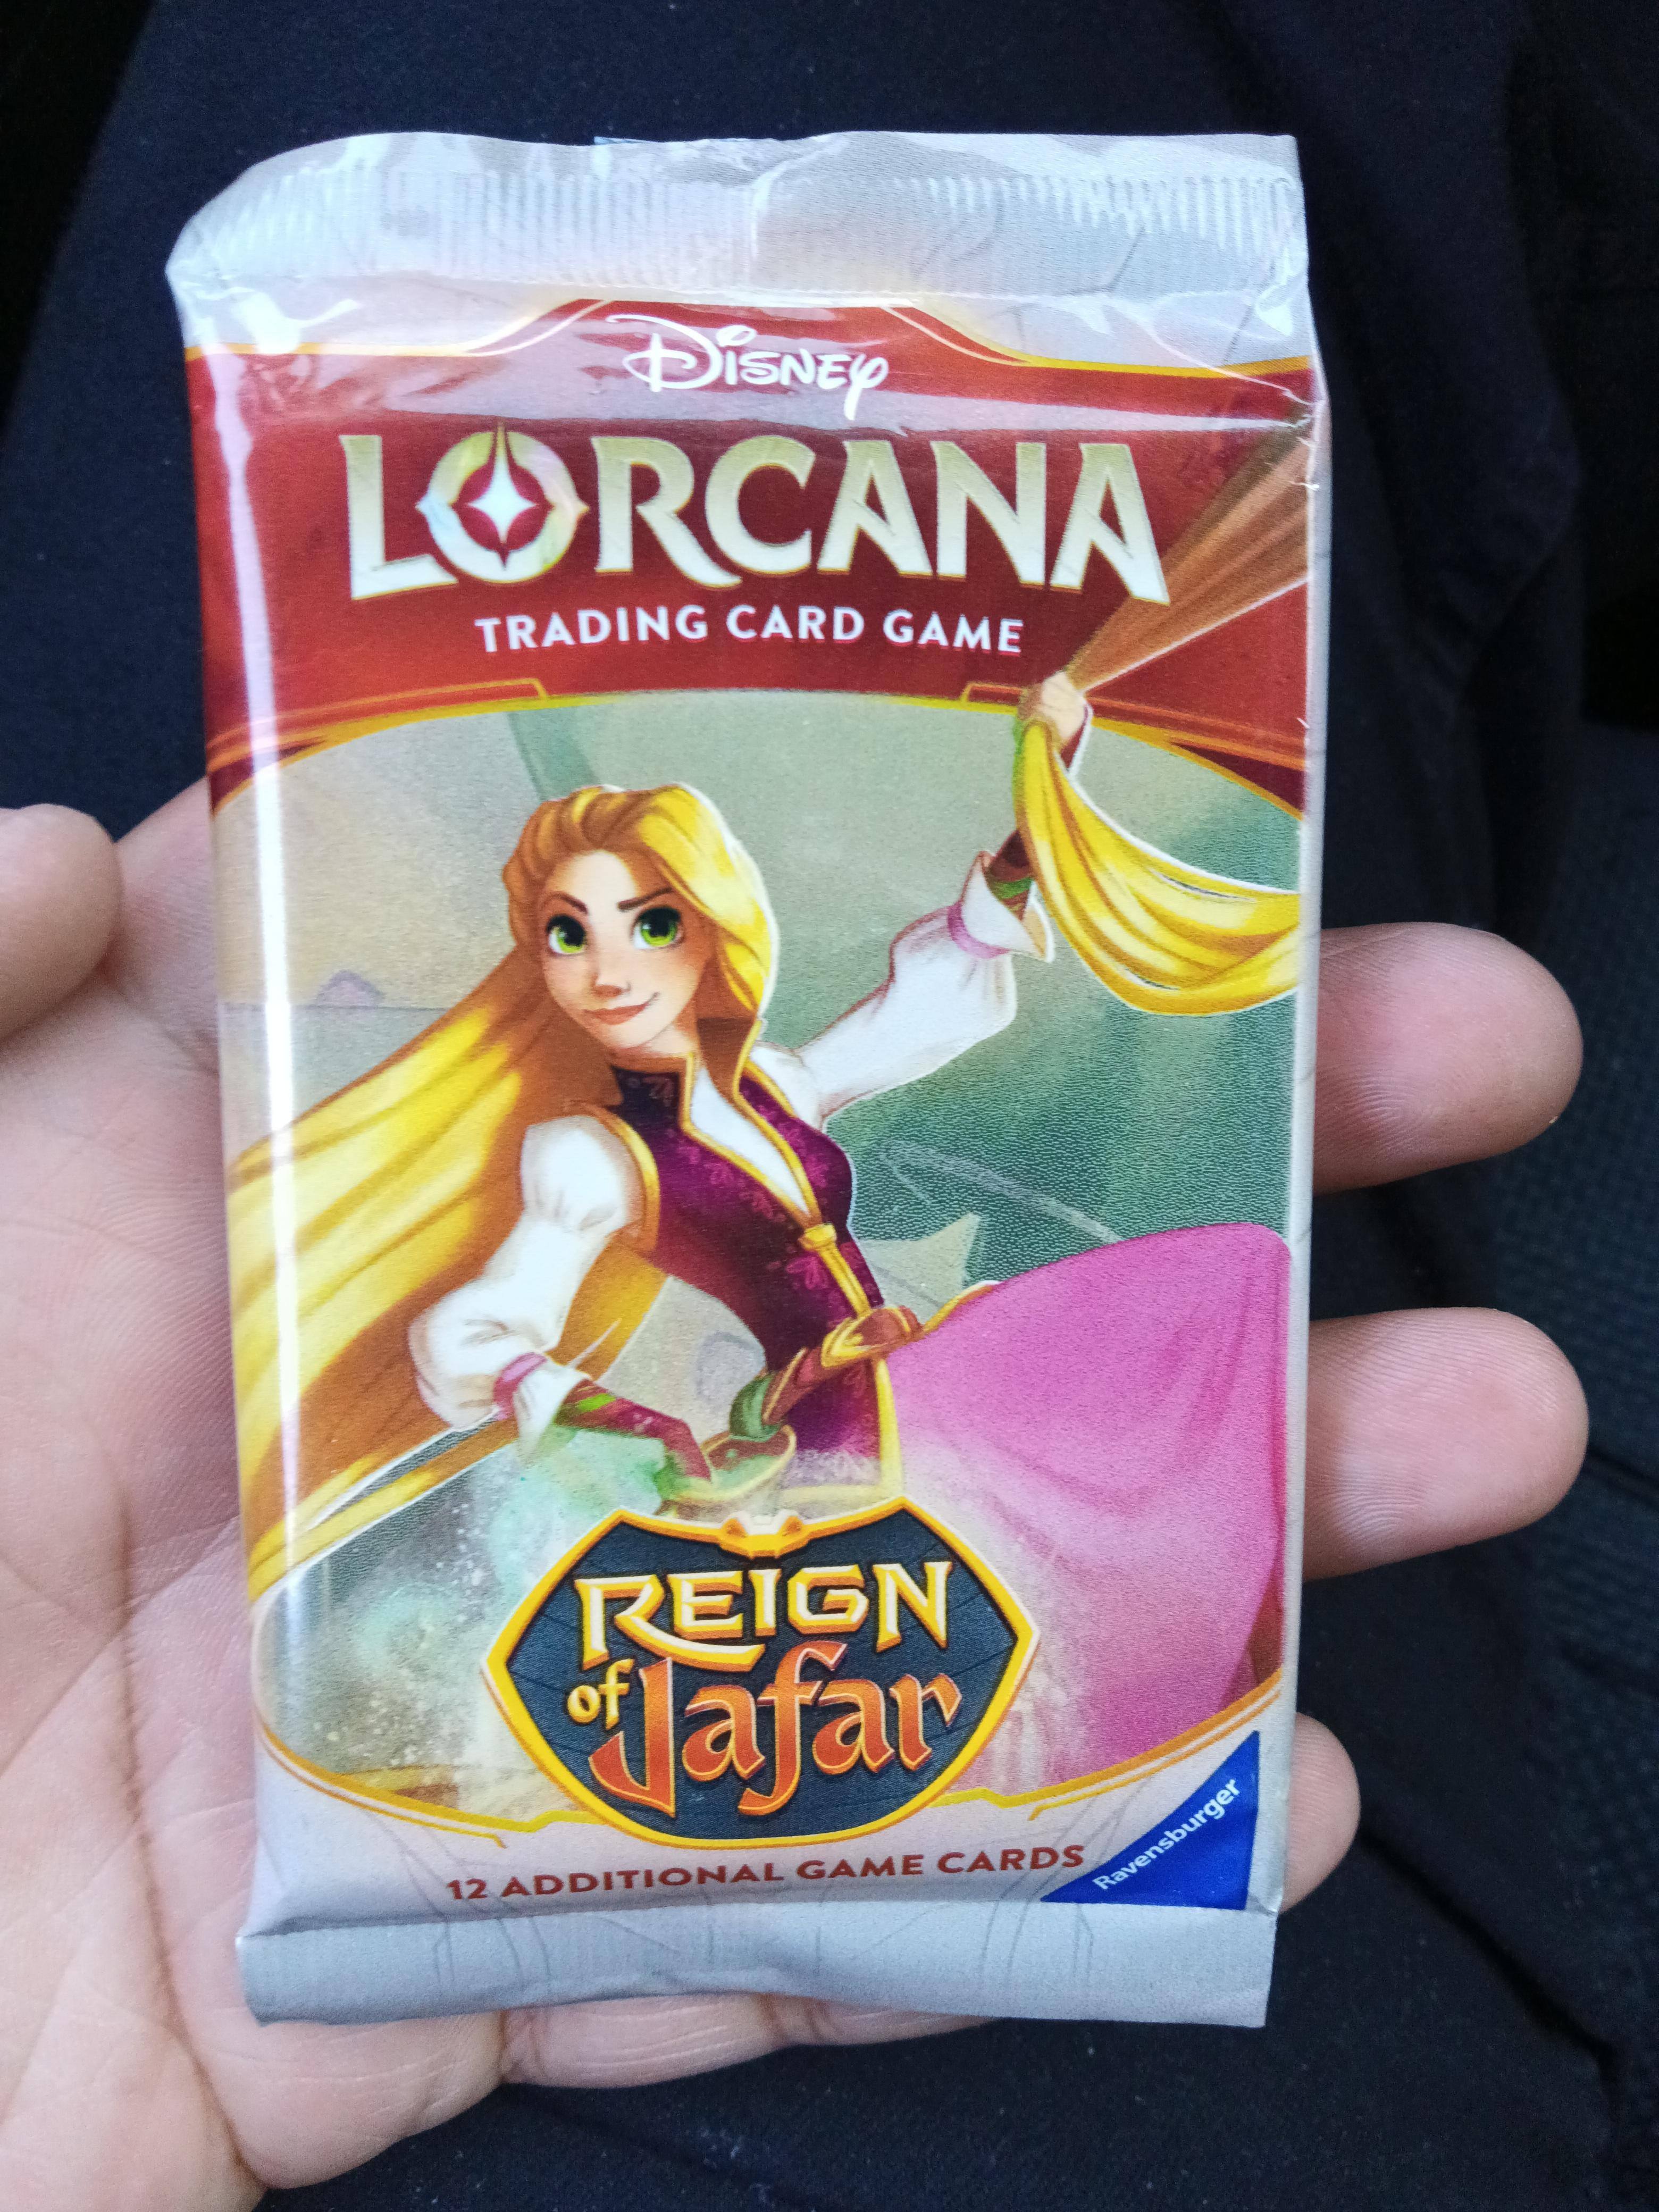 Disney
LORCANA
TRADING CARD GAME
REIGN
of Jafar
12 ADDITIONAL GAME CARDS
Ravensburger